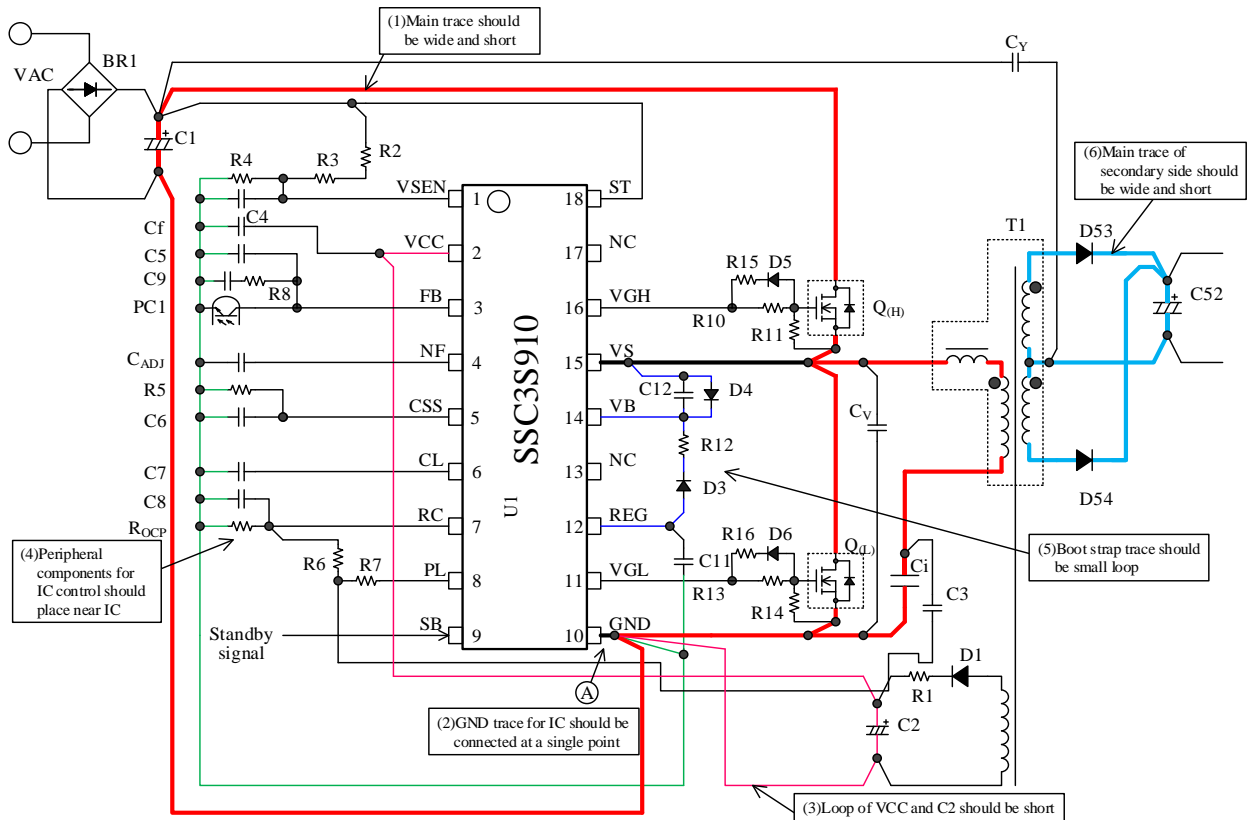 (1)Main trace should
be wide and short
C_Y
BR1
VAC
C1
R2
R4
R3
(6)Main trace of
secondary side should
be wide and short
VSEN
1
18
ST
Cf
C4
T1
D53
VCC
2
17
NC
C5
R15
D5
C9
R8
C52
PC1
FB
3
16
VGH
R10
R11
Q(H)
SSC3S910
C_ADJ
NF
4
15
VS
R5
C12
D4
C6
CSS
5
14
VB
C_V
R12
C7
CL
6
13
NC
D3
D54
C8
U1
R_OCP
RC
7
12
REG
(4)Peripheral
components for
IC control should
place near IC
R6
R7
R16
D6
Q(L)
(5)Boot strap trace should
be small loop
C11
Ci
PL
8
11
VGL
R13
R14
C3
Standby
signal
SB
9
10
GND
D1
A
R1
(2)GND trace for IC should be
connected at a single point
C2
(3)Loop of VCC and C2 should be short